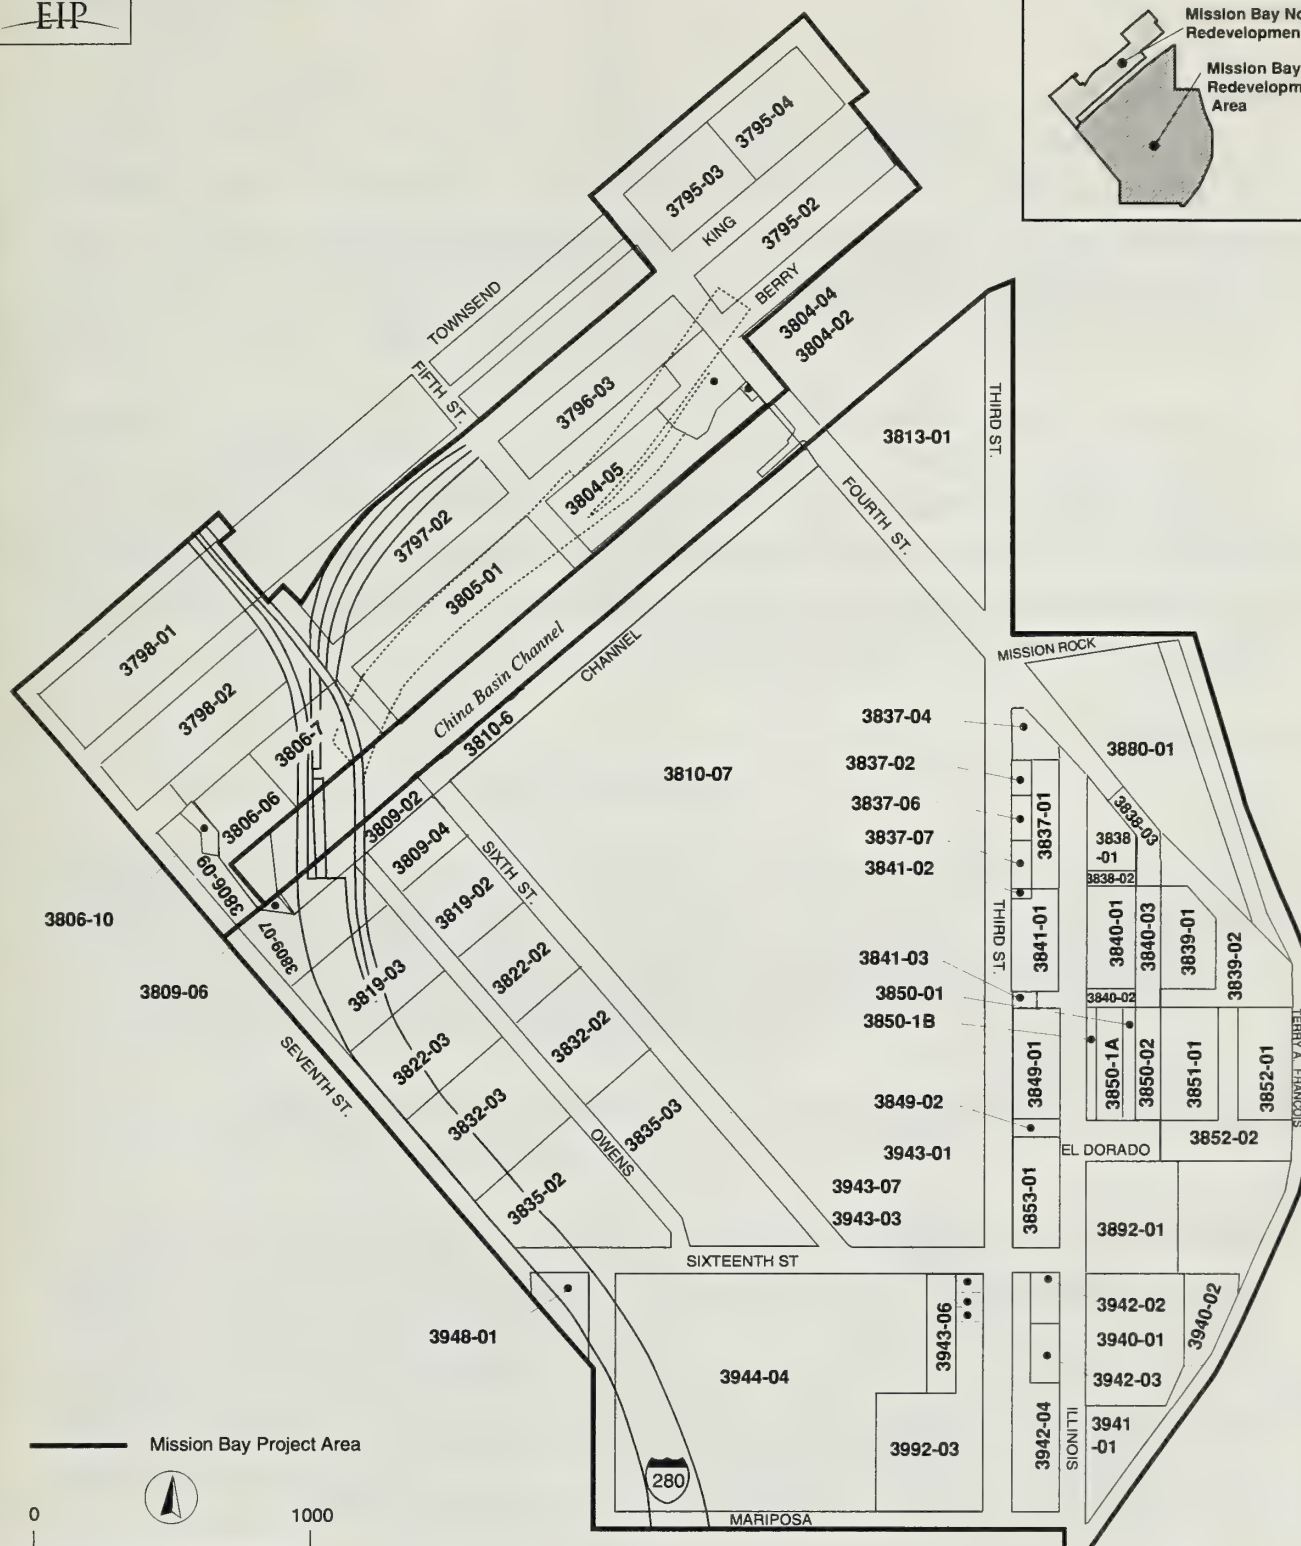 EIP
Mission Bay No
Redevelopmen
Mission Bay
Redevelopm
Area
3795-04
3795-03
KING
3795-02
BERRY
TOWNSEND
FIFTH ST.
3804-04
3804-02
3796-03
3804-05
3797-02
3805-01
3813-01
THIRD ST.
FOURTH ST.
3798-01
3798-02
China Basin Channel
CHANNEL
3810-6
MISSION ROCK
3806-7
3806-06
3809-02
3809-04
3810-07
3837-04
3837-02
3837-06
3837-07
3841-02
3837-01
3880-01
3838-03
3838
-01
3838-02
3806-09
3809-07
3806-10
3809-06
SIXTH ST.
3819-02
3819-03
3822-02
3822-03
3832-02
3832-03
3835-03
3835-02
OWENS
SEVENTH ST.
THIRD ST.
3841-01
3840-01
3840-03
3839-01
3839-02
3840-02
3841-03
3850-01
3850-1B
3849-01
3850-1A
3850-02
3851-01
3852-01
TERRY A. FRANCOIS
3849-02
3943-01
EL DORADO
3852-02
3943-07
3943-03
3853-01
3892-01
SIXTEENTH ST
3948-01
3944-04
3943-06
3942-02
3940-01
3942-03
3940-02
3992-03
3942-04
ILLINOIS
3941
-01
280
MARIPOSA
Mission Bay Project Area
0
1000